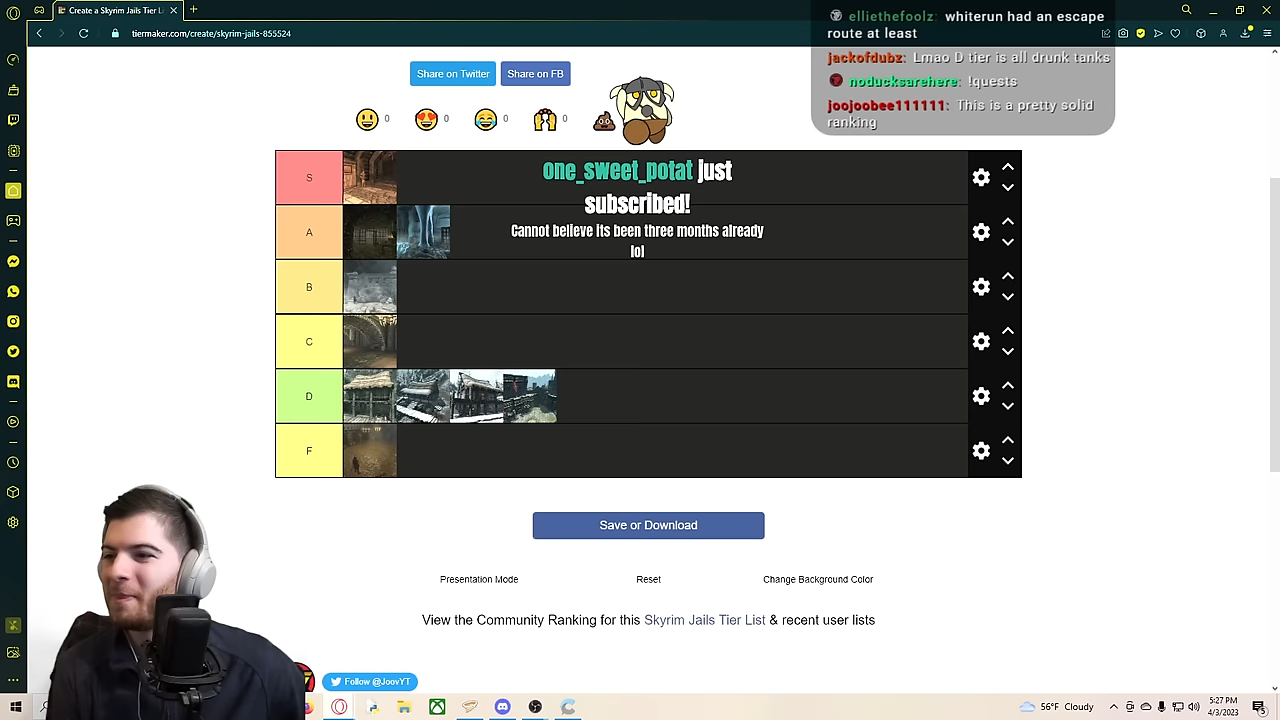 Create a Skyrim Jails Tier Li
tiermaker.com/create/skyrim-jails-855524
elliethefoolz: whiterun had an escape
route at least
jackofdubz: Lmao D tier is all drunk tanks
noducksarehere: !quests
joojoobee111111: This is a pretty solid
ranking
Share on Twitter
Share on FB
0
0
0
0
one_sweet_potat just
subscribed!
Cannot believe its been three months already
lol
S
A
B
C
D
F
Save or Download
Presentation Mode
Reset
Change Background Color
View the Community Ranking for this Skyrim Jails Tier List & recent user lists
Follow @JoovYT
56°F Cloudy
5:27 PM
4/3/2023